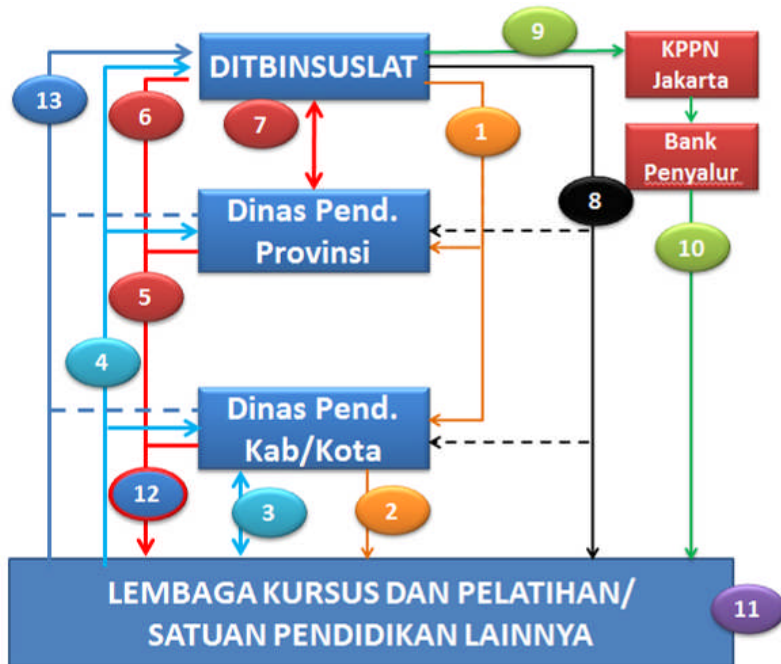 9
DITBINSUSLAT
KPPN
Jakarta
13
6
7
1
Bank
Penyalur
8
Dinas Pend.
Provinsi
10
5
4
Dinas Pend.
Kab/Kota
12
3
2
LEMBAGA KURSUS DAN PELATIHAN/
SATUAN PENDIDIKAN LAINNYA
11